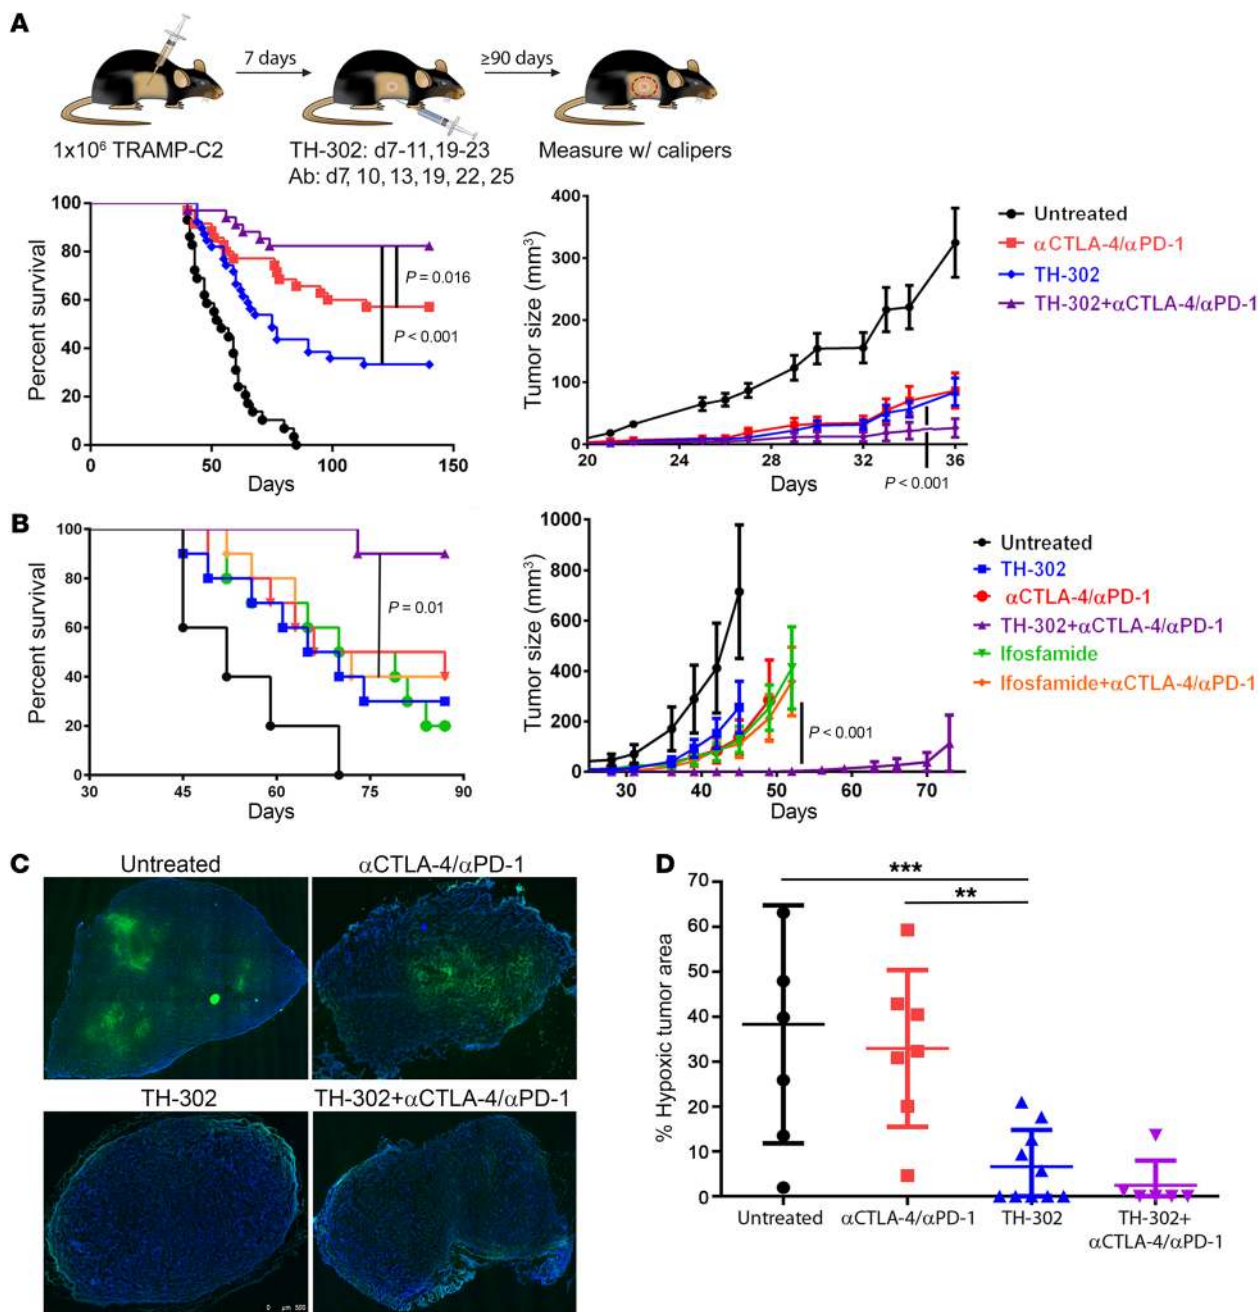 A
7 days
≥90 days
1x10⁶ TRAMP-C2
TH-302: d7-11,19-23
Ab: d7, 10, 13, 19, 22, 25
Measure w/ calipers
Percent survival
100
80
60
40
20
0
0
50
100
150
Days
P = 0.016
P < 0.001
Tumor size (mm³)
400
300
200
100
0
20
24
28
32
36
Days
P < 0.001
Untreated
αCTLA-4/αPD-1
TH-302
TH-302+αCTLA-4/αPD-1
B
Percent survival
100
80
60
40
20
0
30
45
60
75
90
Days
P = 0.01
Tumor size (mm³)
1000
800
600
400
200
0
30
40
50
60
70
Days
P < 0.001
Untreated
TH-302
αCTLA-4/αPD-1
TH-302+αCTLA-4/αPD-1
Ifosfamide
Ifosfamide+αCTLA-4/αPD-1
C
Untreated
αCTLA-4/αPD-1
TH-302
TH-302+αCTLA-4/αPD-1
0 µm 500
D
% Hypoxic tumor area
70
60
50
40
30
20
10
0
***
**
Untreated
αCTLA-4/αPD-1
TH-302
TH-302+
αCTLA-4/αPD-1